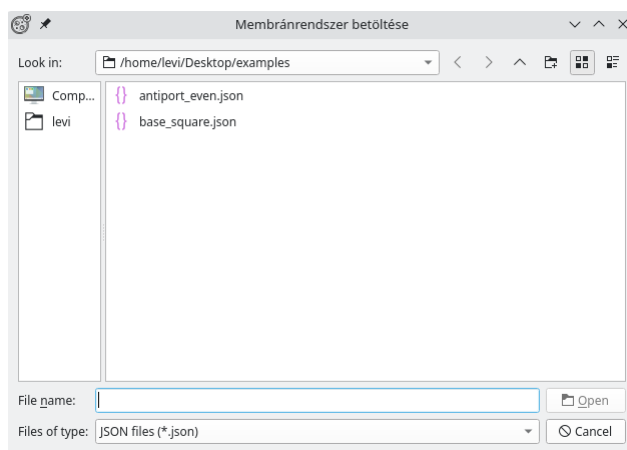 Membránrendszer betöltése
Look in: /home/levi/Desktop/examples
Comp...
levi
antiport_even.json
base_square.json
File name: Open
Files of type: JSON files (*.json) Cancel